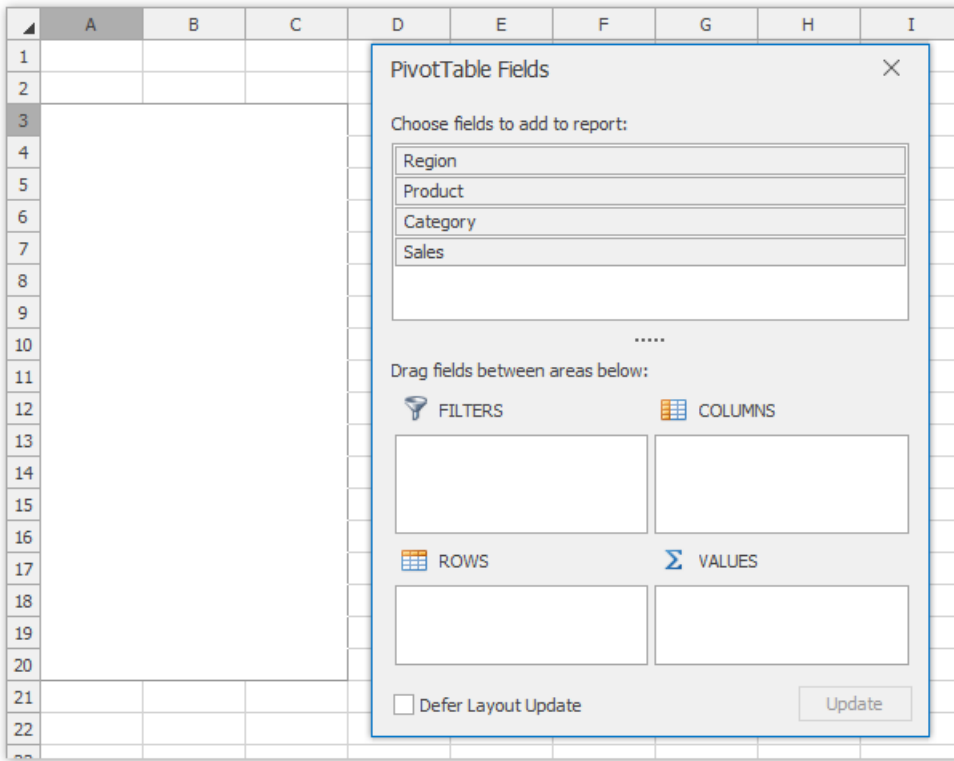 A B C D E F G H I
1
2
3
4
5
6
7
8
9
10
11
12
13
14
15
16
17
18
19
20
21
22
23
PivotTable Fields
Choose fields to add to report:
Region
Product
Category
Sales
Drag fields between areas below:
FILTERS COLUMNS
ROWS Σ VALUES
Defer Layout Update Update